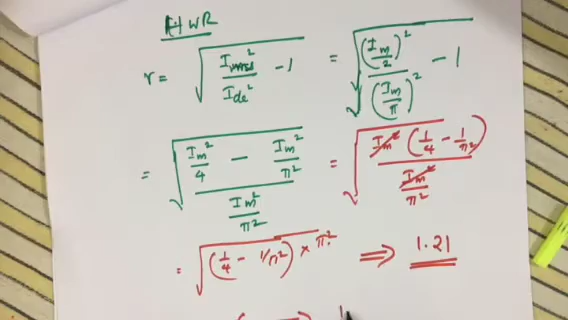 HWR
r = √(I_rms²/I_dc² - 1) = √((I_m/2)²/(I_m/π)² - 1)
= √((I_m²/4 - I_m²/π²)/(I_m²/π²)) = √(I_m²(1/4 - 1/π²)/(I_m²/π²))
= √((1/4 - 1/π²) × π²) ⟹ 1.21